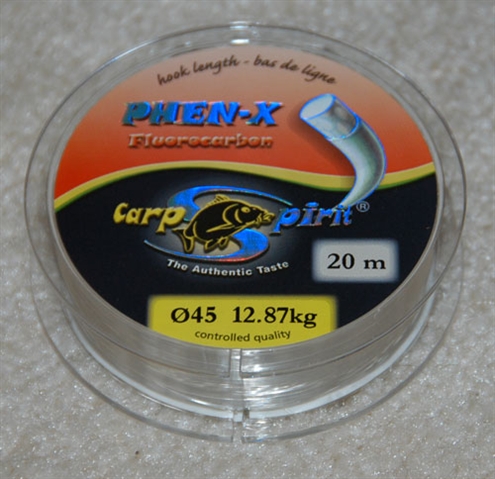 hook length - bas de ligne
PHEN-X
Fluorocarbon
Carp Spirit®
The Authentic Taste
20 m
Ø45 12.87kg
controlled quality